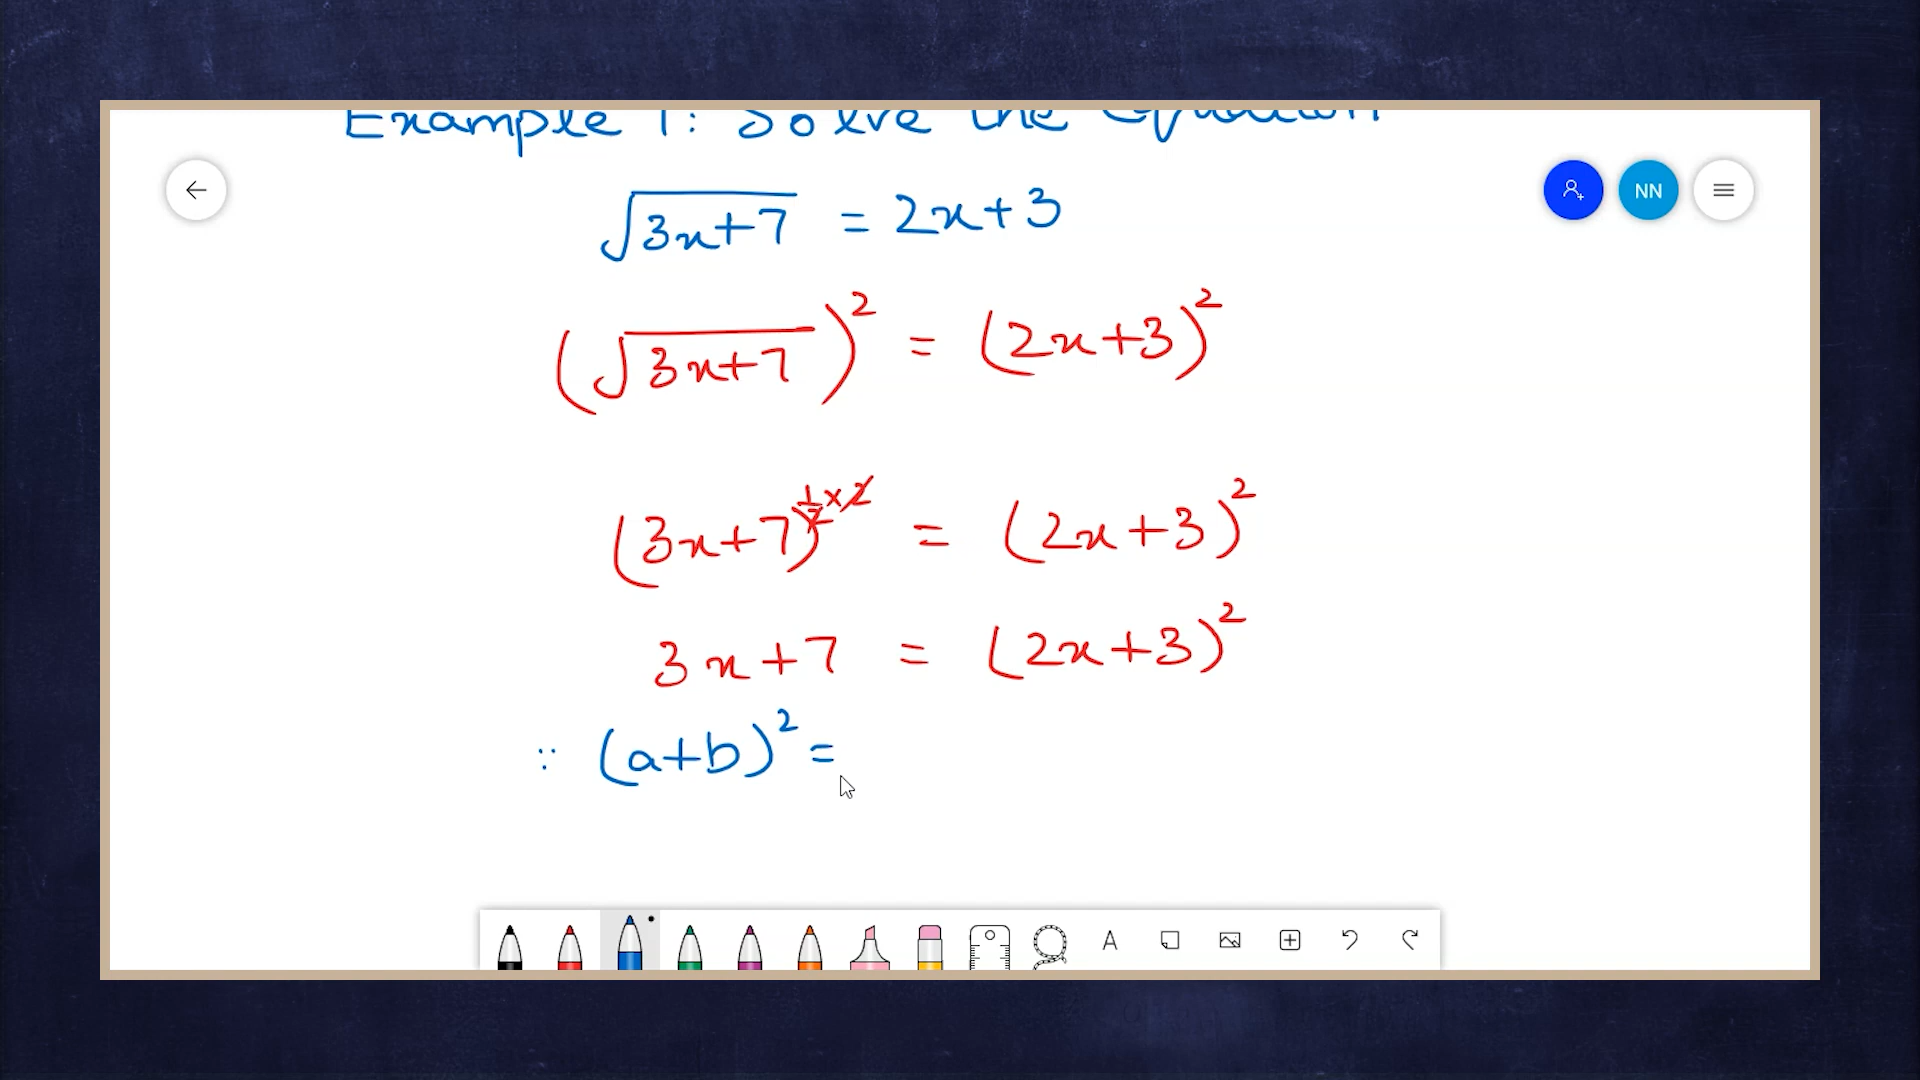 Example 1: Solve the Equation
√3x+7 = 2x+3
(√3x+7)² = (2x+3)²
(3x+7)^½×2 = (2x+3)²
3x+7 = (2x+3)²
∵ (a+b)² =
NN
A